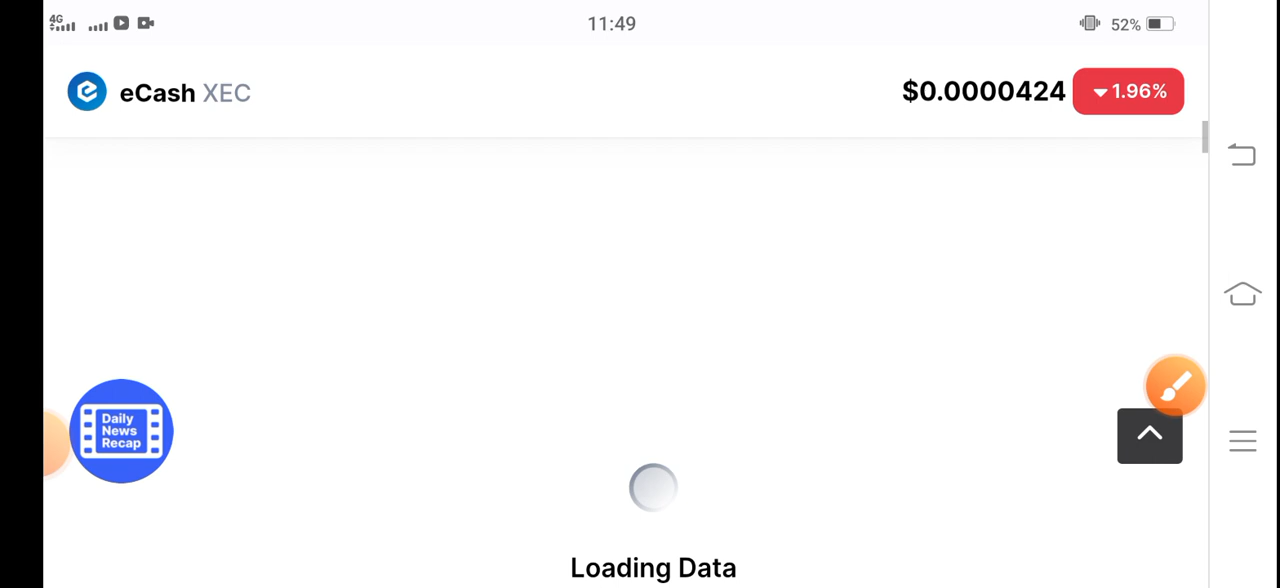 4G
11:49
52%
eCash XEC
$0.0000424
1.96%
Daily
News
Recap
Loading Data